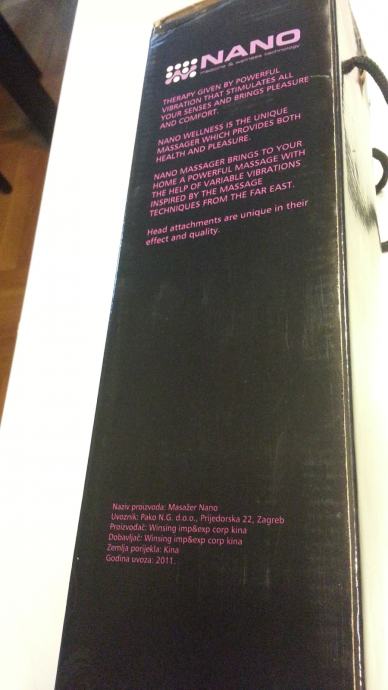 NANO
medicine & wellness technology
THERAPY GIVEN BY POWERFUL
VIBRATION THAT STIMULATES ALL
YOUR SENSES AND BRINGS PLEASURE
AND COMFORT.
NANO WELLNESS IS THE UNIQUE
MASSAGER WHICH PROVIDES BOTH
HEALTH AND PLEASURE.
NANO MASSAGER BRINGS TO YOUR
HOME A POWERFUL MASSAGE WITH
THE HELP OF VARIABLE VIBRATIONS
INSPIRED BY THE MASSAGE
TECHNIQUES FROM THE FAR EAST.
Head attachments are unique in their
effect and quality.
Naziv proizvoda: Masažer Nano
Uvoznik: Pako N.G. d.o.o., Prijedorska 22, Zagreb
Proizvođač: Winsing imp&exp corp kina
Dobavljač: Winsing imp&exp corp kina
Zemlja porijekla: Kina
Godina uvoza: 2011.